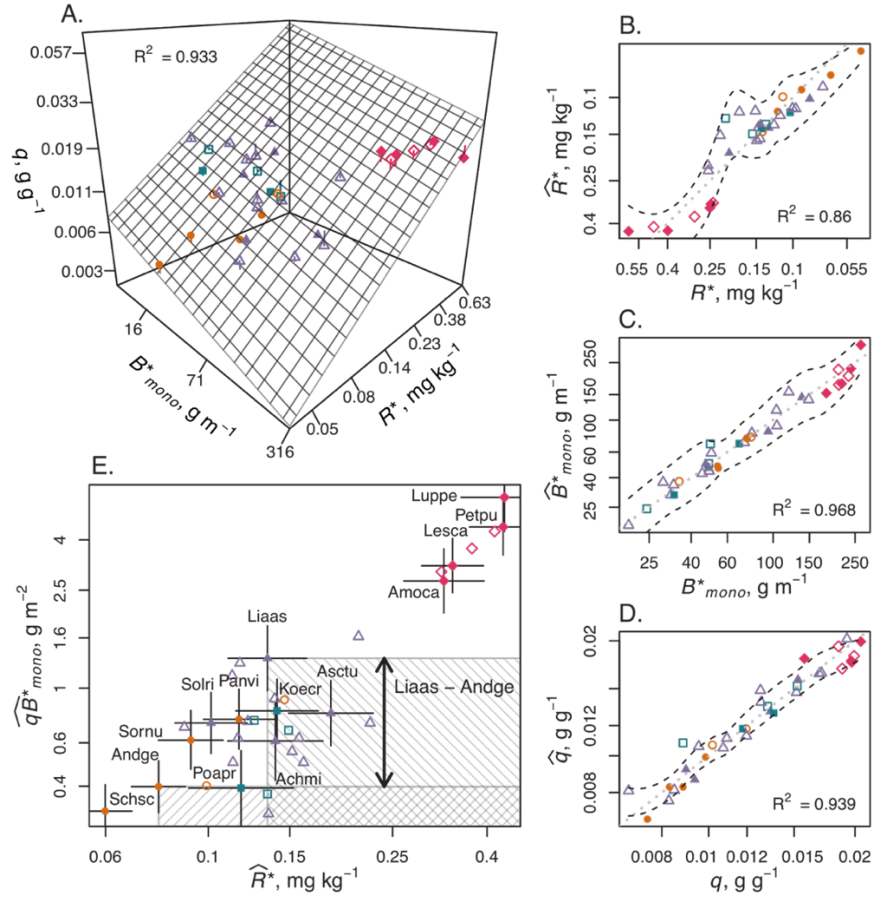 A.
R² = 0.933
0.057
0.033
0.019
0.011
0.006
0.003
q, g g⁻¹
16
71
316
B*mono, g m⁻¹
0.05
0.08
0.14
0.23
0.38
0.63
R*, mg kg⁻¹
B.
0.1
0.15
0.25
0.4
R̂*, mg kg⁻¹
R² = 0.86
0.55
0.4
0.25
0.15
0.1
0.055
R*, mg kg⁻¹
C.
250
150
100
60
40
25
B̂*mono, g m⁻¹
R² = 0.968
25
40
60
100
150
250
B*mono, g m⁻¹
D.
0.02
0.012
0.008
q̂, g g⁻¹
R² = 0.939
0.008
0.01
0.012
0.015
0.02
q, g g⁻¹
E.
4
2.5
1.6
1
0.6
0.4
q̂B*mono, g m⁻²
Luppe
Petpu
Lesca
Amoca
Liaas
Solri
Panvi
Koecr
Asctu
Liaas – Andge
Sornu
Andge
Poapr
Achmi
Schsc
0.06
0.1
0.15
0.25
0.4
R̂*, mg kg⁻¹